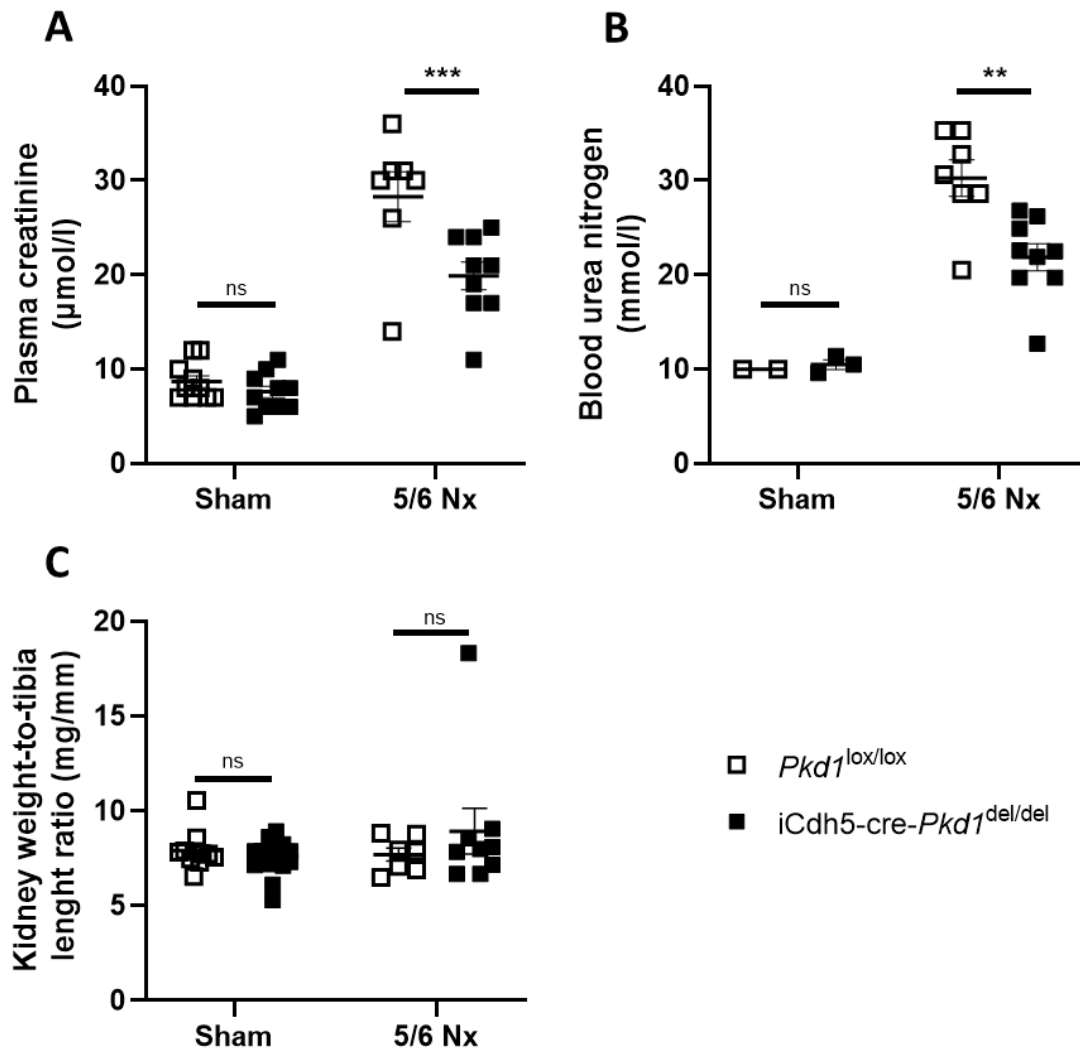 A
Plasma creatinine
(µmol/l)
40
30
20
10
0
***
ns
Sham
5/6 Nx
B
Blood urea nitrogen
(mmol/l)
40
30
20
10
0
**
ns
Sham
5/6 Nx
C
Kidney weight-to-tibia
lenght ratio (mg/mm)
20
15
10
5
0
ns
ns
Sham
5/6 Nx
Pkd1lox/lox
iCdh5-cre-Pkd1del/del